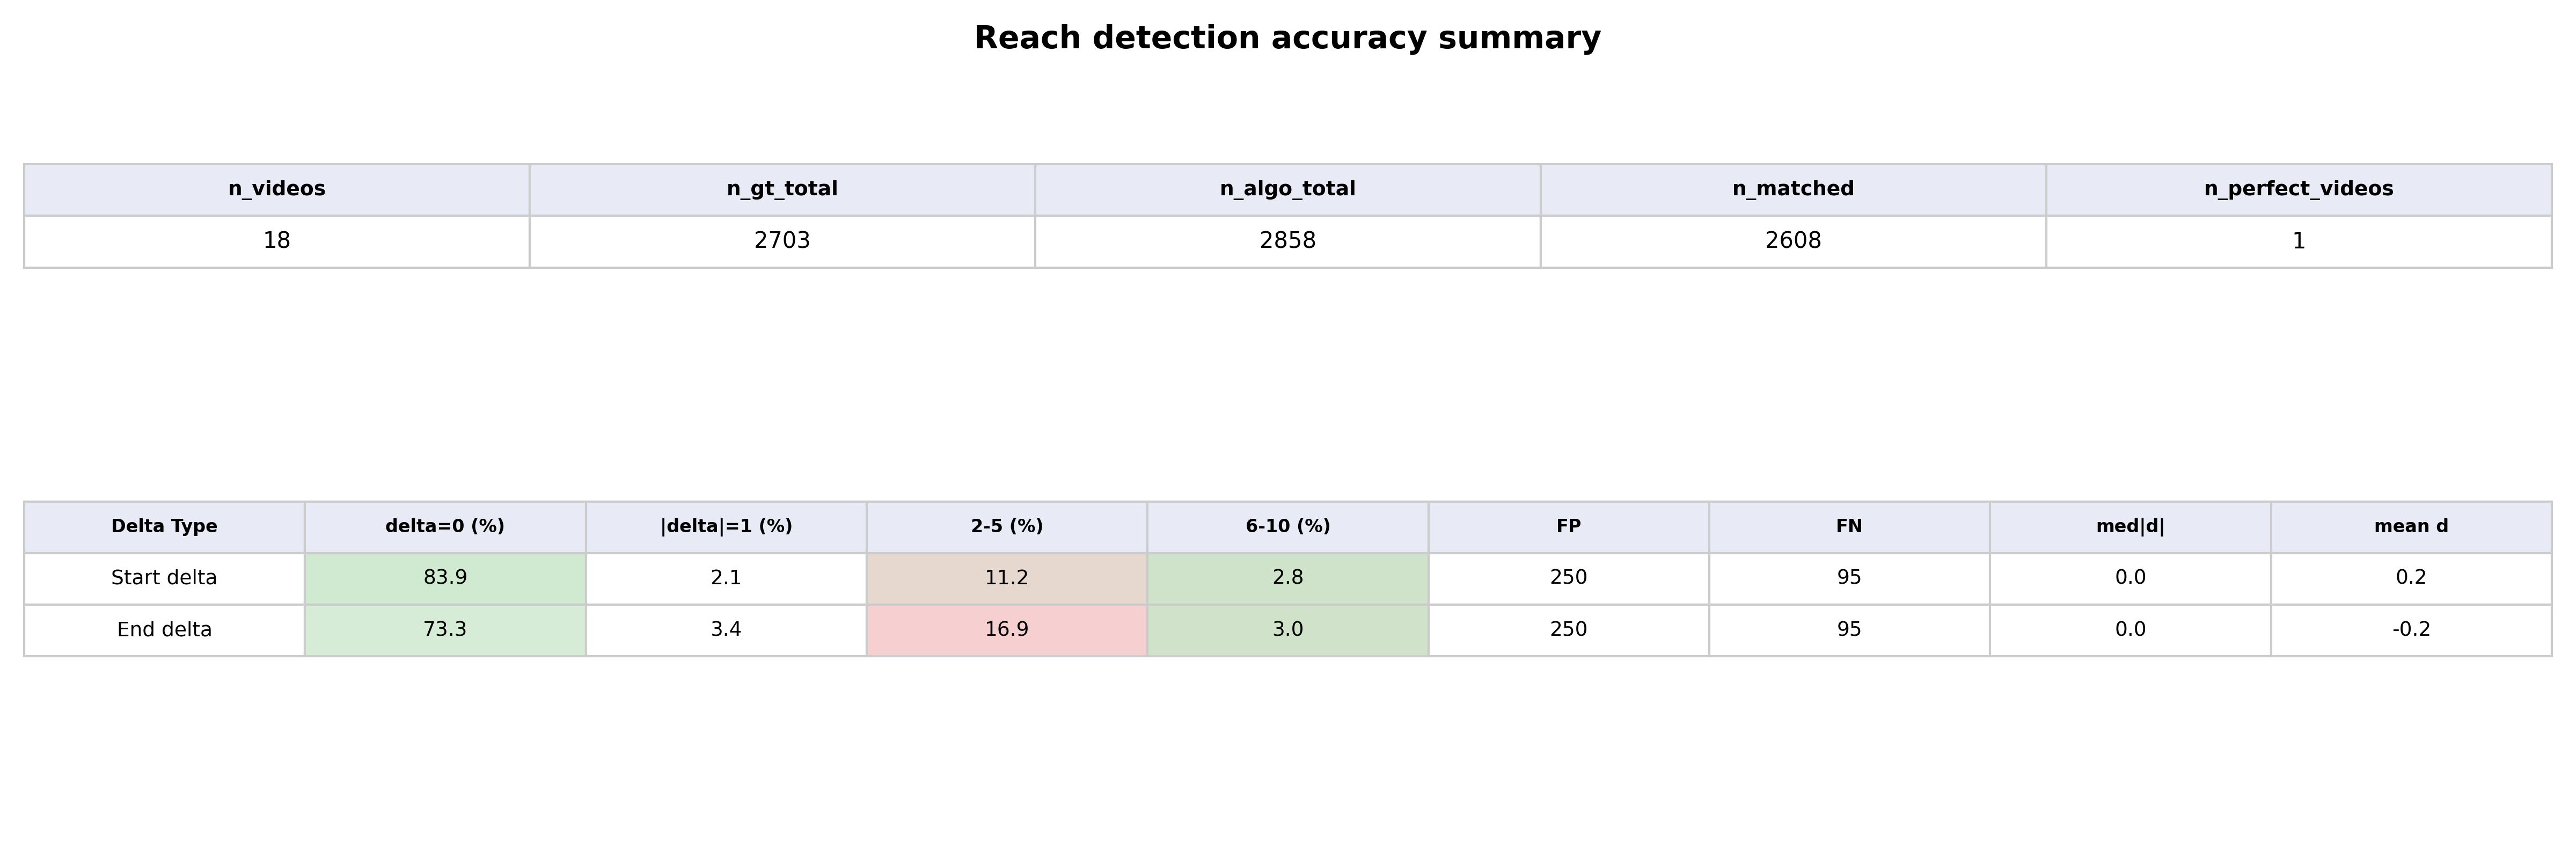 Reach detection accuracy summary
n_videos n_gt_total n_algo_total n_matched n_perfect_videos
18 2703 2858 2608 1
Delta Type delta=0 (%) |delta|=1 (%) 2-5 (%) 6-10 (%) FP FN med|d| mean d
Start delta 83.9 2.1 11.2 2.8 250 95 0.0 0.2
End delta 73.3 3.4 16.9 3.0 250 95 0.0 -0.2